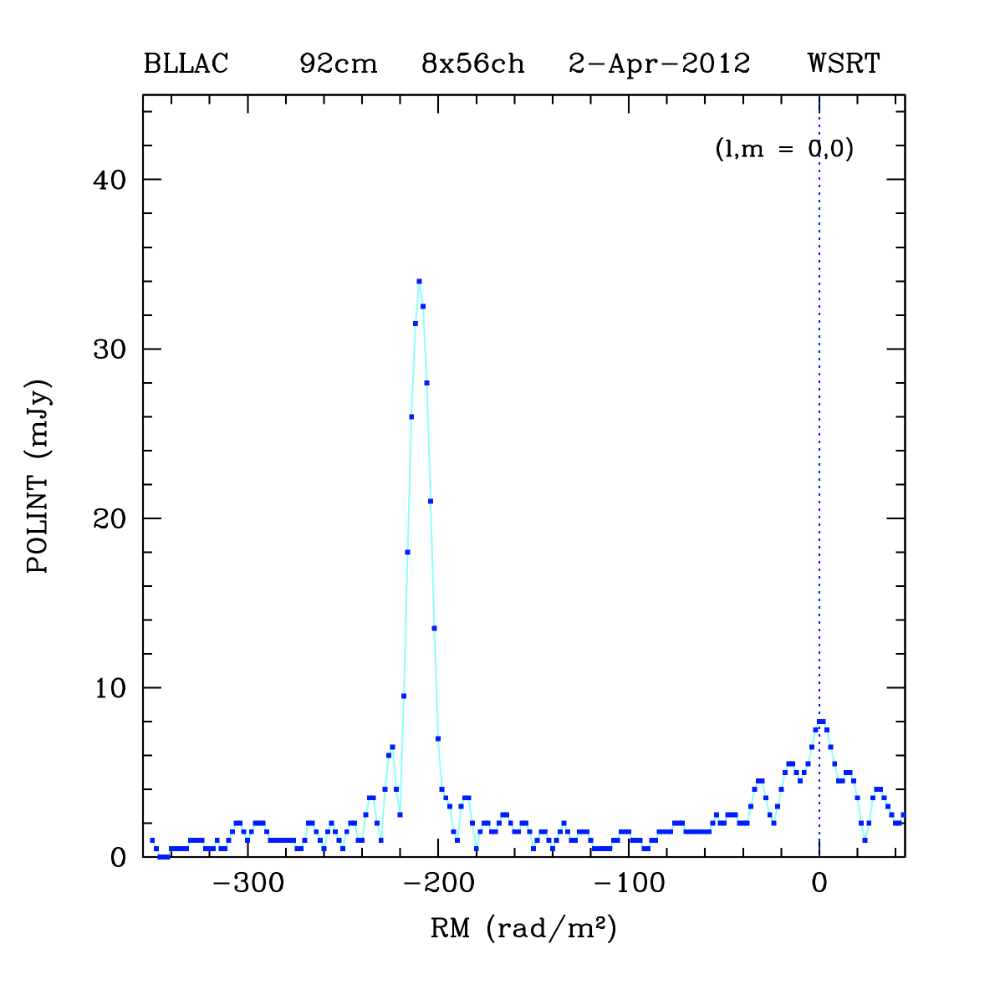 BLLAC 92cm 8x56ch 2-Apr-2012 WSRT
(l,m = 0,0)
40
30
20
10
0
POLINT (mJy)
-300 -200 -100 0
RM (rad/m²)